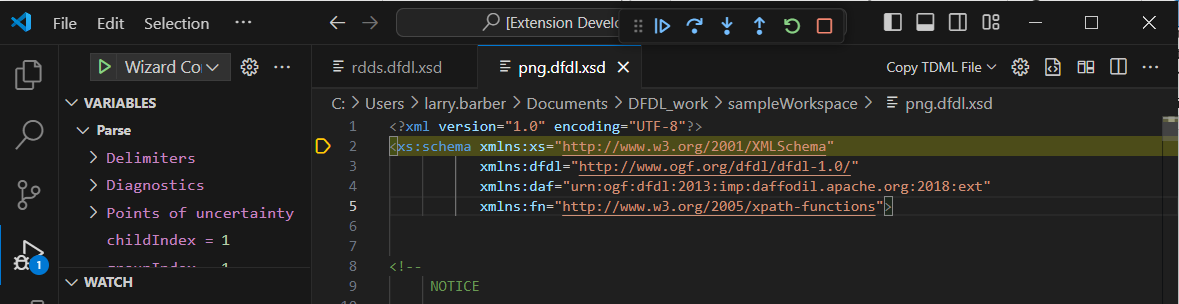 File Edit Selection ··· [Extension Develo
Wizard Co ···
rdds.dfdl.xsd png.dfdl.xsd Copy TDML File ···
VARIABLES
C: > Users > larry.barber > Documents > DFDL_work > sampleWorkspace > png.dfdl.xsd
Parse
Delimiters
Diagnostics
Points of uncertainty
childIndex = 1
groupIndex = 1
WATCH
1
1 <?xml version="1.0" encoding="UTF-8"?>
2 <xs:schema xmlns:xs="http://www.w3.org/2001/XMLSchema"
3 xmlns:dfdl="http://www.ogf.org/dfdl/dfdl-1.0/"
4 xmlns:daf="urn:ogf:dfdl:2013:imp:daffodil.apache.org:2018:ext"
5 xmlns:fn="http://www.w3.org/2005/xpath-functions">
6
7
8 <!--
9 NOTICE
10